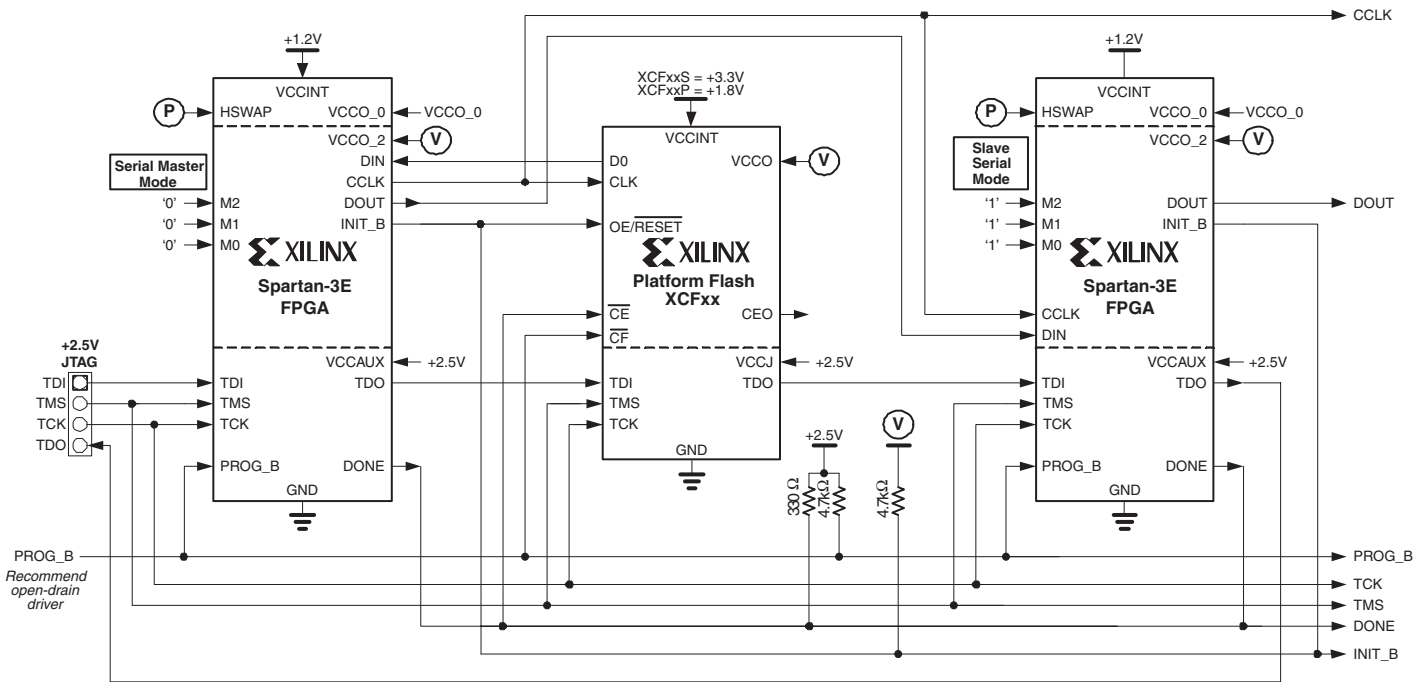 CCLK
+1.2V
VCCINT
P
HSWAP
VCCO_0
VCCO_0
VCCO_2
V
Serial Master
Mode
DIN
CCLK
DOUT
INIT_B
'0'
M2
'0'
M1
'0'
M0
XILINX
Spartan-3E
FPGA
VCCAUX
+2.5V
+2.5V
JTAG
TDI
TMS
TCK
TDO
TDI
TMS
TCK
TDO
PROG_B
DONE
GND
XCFxxS = +3.3V
XCFxxP = +1.8V
VCCINT
D0
VCCO
V
CLK
OE/RESET
XILINX
Platform Flash
XCFxx
CE
CEO
CF
VCCJ
+2.5V
TDI
TDO
TMS
TCK
GND
+2.5V
330 Ω
4.7kΩ
V
4.7kΩ
+1.2V
VCCINT
P
HSWAP
VCCO_0
VCCO_0
VCCO_2
V
Slave
Serial
Mode
'1'
M2
'1'
M1
'1'
M0
DOUT
DOUT
INIT_B
XILINX
Spartan-3E
FPGA
CCLK
DIN
VCCAUX
+2.5V
TDI
TDO
TMS
TCK
PROG_B
DONE
GND
PROG_B
Recommend
open-drain
driver
PROG_B
TCK
TMS
DONE
INIT_B